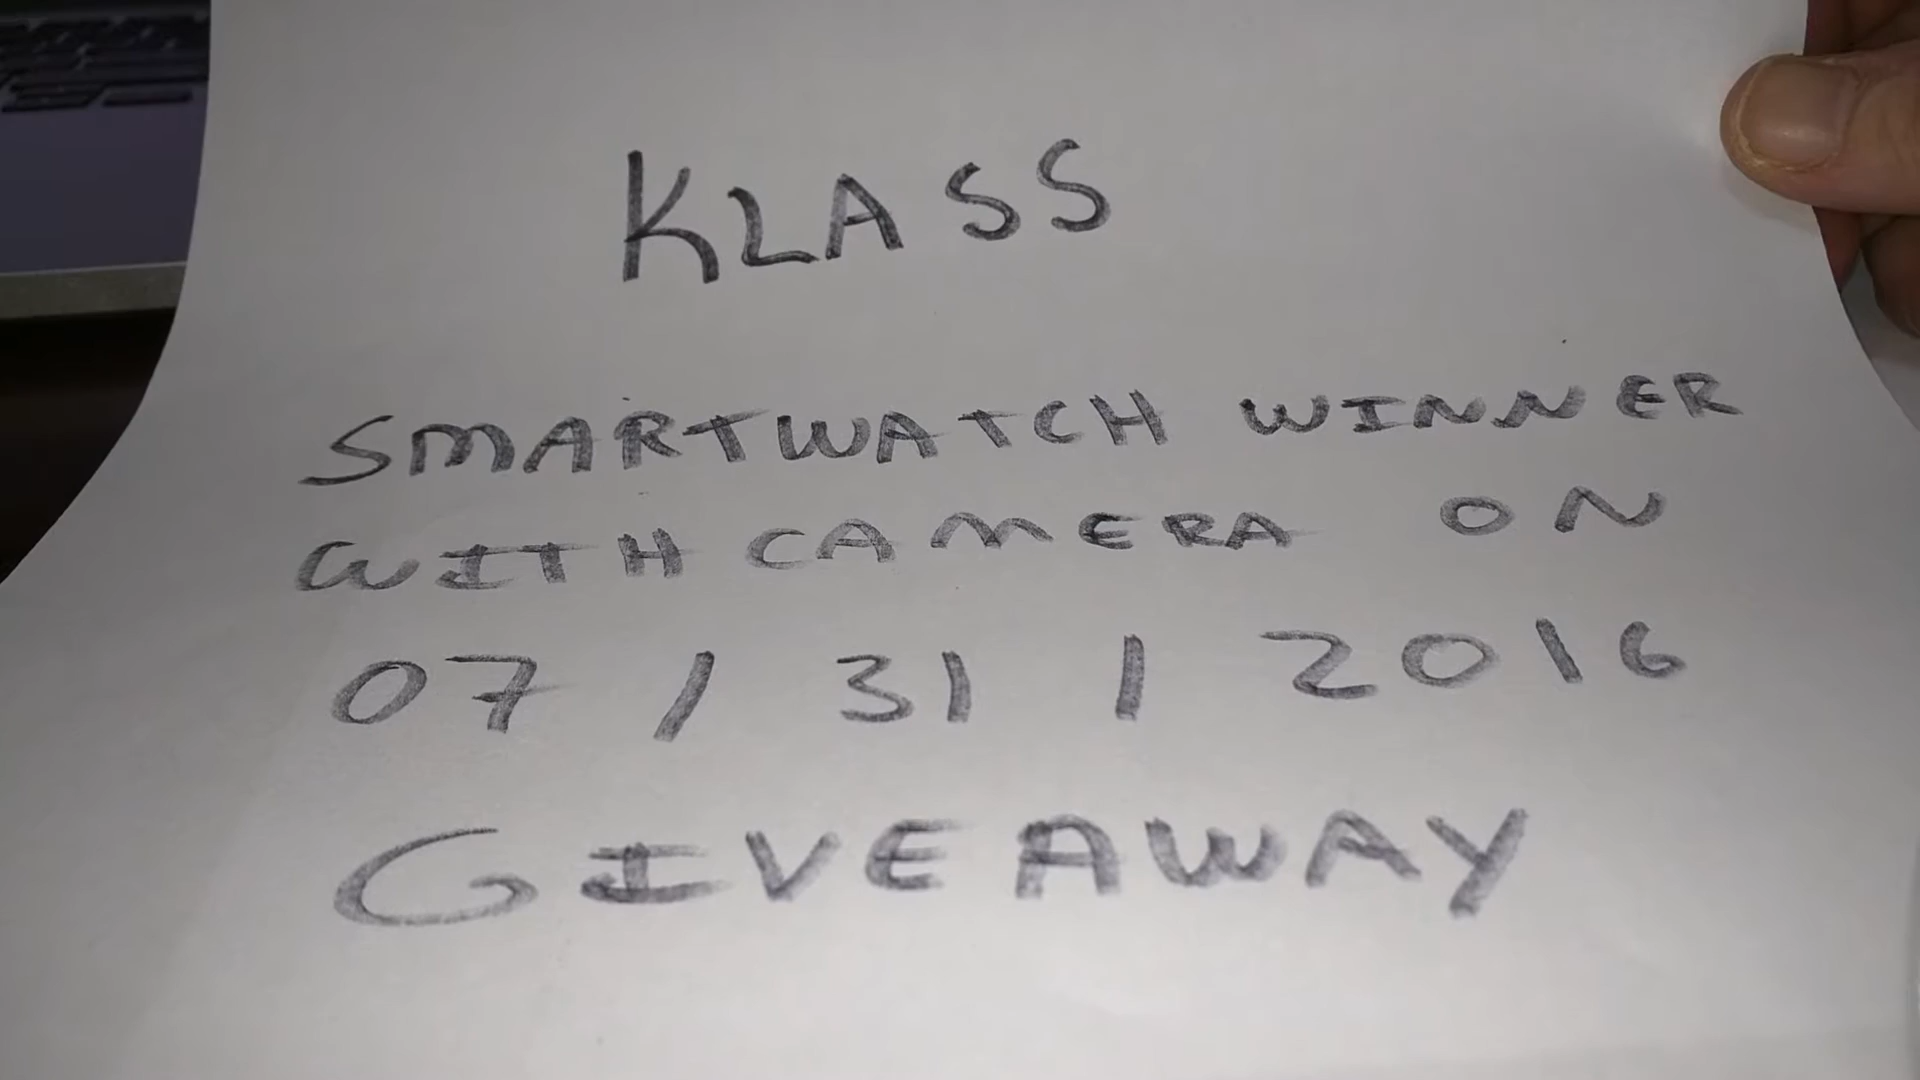 KLASS
SMARTWATCH WINNER
WITH CAMERA ON
07 / 31 / 2016
GIVEAWAY